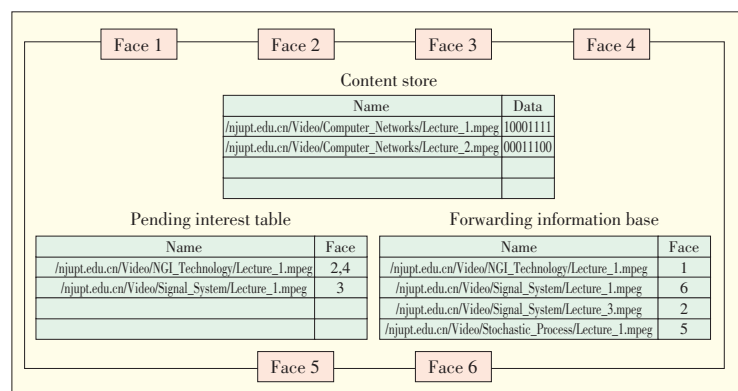 Face 1 Face 2 Face 3 Face 4
Content store
Name Data
/njupt.edu.cn/Video/Computer_Networks/Lecture_1.mpeg 10001111
/njupt.edu.cn/Video/Computer_Networks/Lecture_2.mpeg 00011100
Pending interest table
Name Face
/njupt.edu.cn/Video/NGI_Technology/Lecture_1.mpeg 2,4
/njupt.edu.cn/Video/Signal_System/Lecture_1.mpeg 3
Forwarding information base
Name Face
/njupt.edu.cn/Video/NGI_Technology/Lecture_1.mpeg 1
/njupt.edu.cn/Video/Signal_System/Lecture_1.mpeg 6
/njupt.edu.cn/Video/Signal_System/Lecture_3.mpeg 2
/njupt.edu.cn/Video/Stochastic_Process/Lecture_1.mpeg 5
Face 5 Face 6